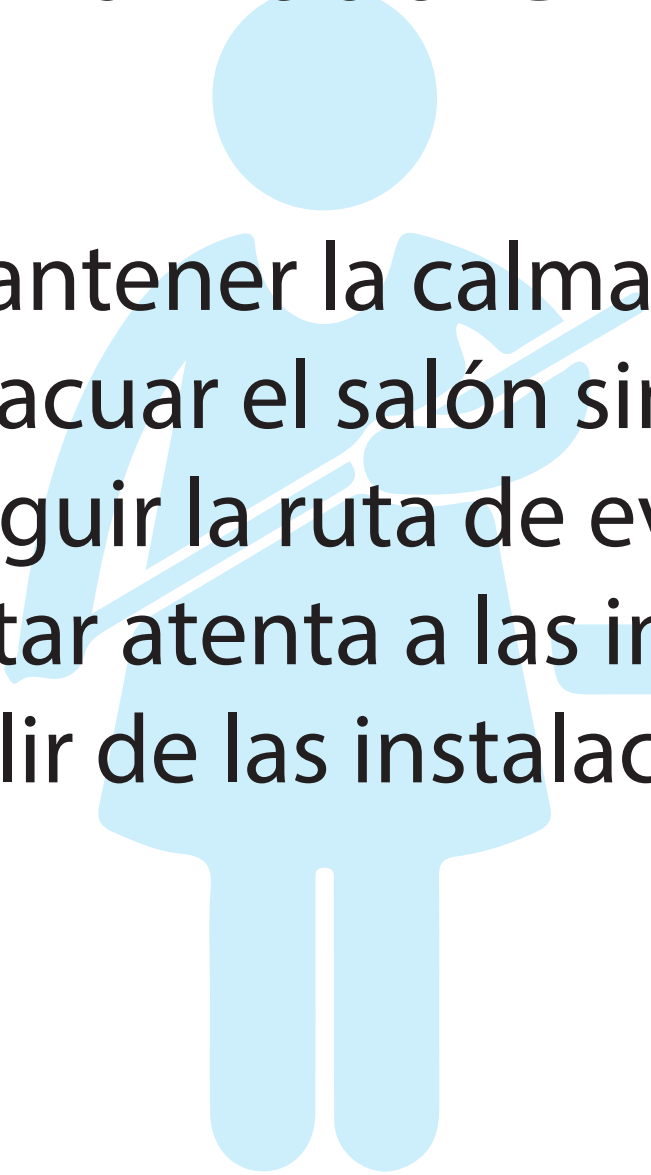 antener la calma
acuar el salón sin
guir la ruta de ev
tar atenta a las in
lir de las instalac